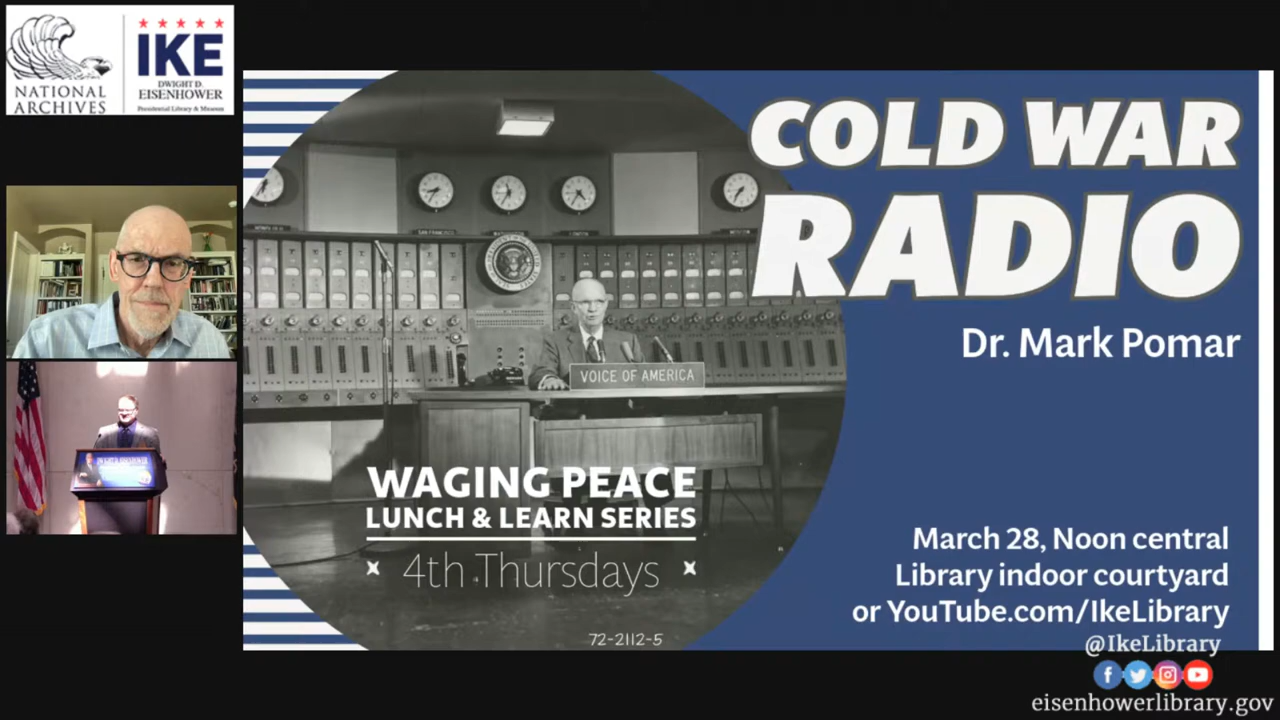 NATIONAL
ARCHIVES
IKE
DWIGHT D.
EISENHOWER
Presidential Library & Museum
COLD WAR
RADIO
Dr. Mark Pomar
VOICE OF AMERICA
WAGING PEACE
LUNCH & LEARN SERIES
4th Thursdays
72-2112-5
March 28, Noon central
Library indoor courtyard
or YouTube.com/IkeLibrary
@IkeLibrary
eisenhowerlibrary.gov